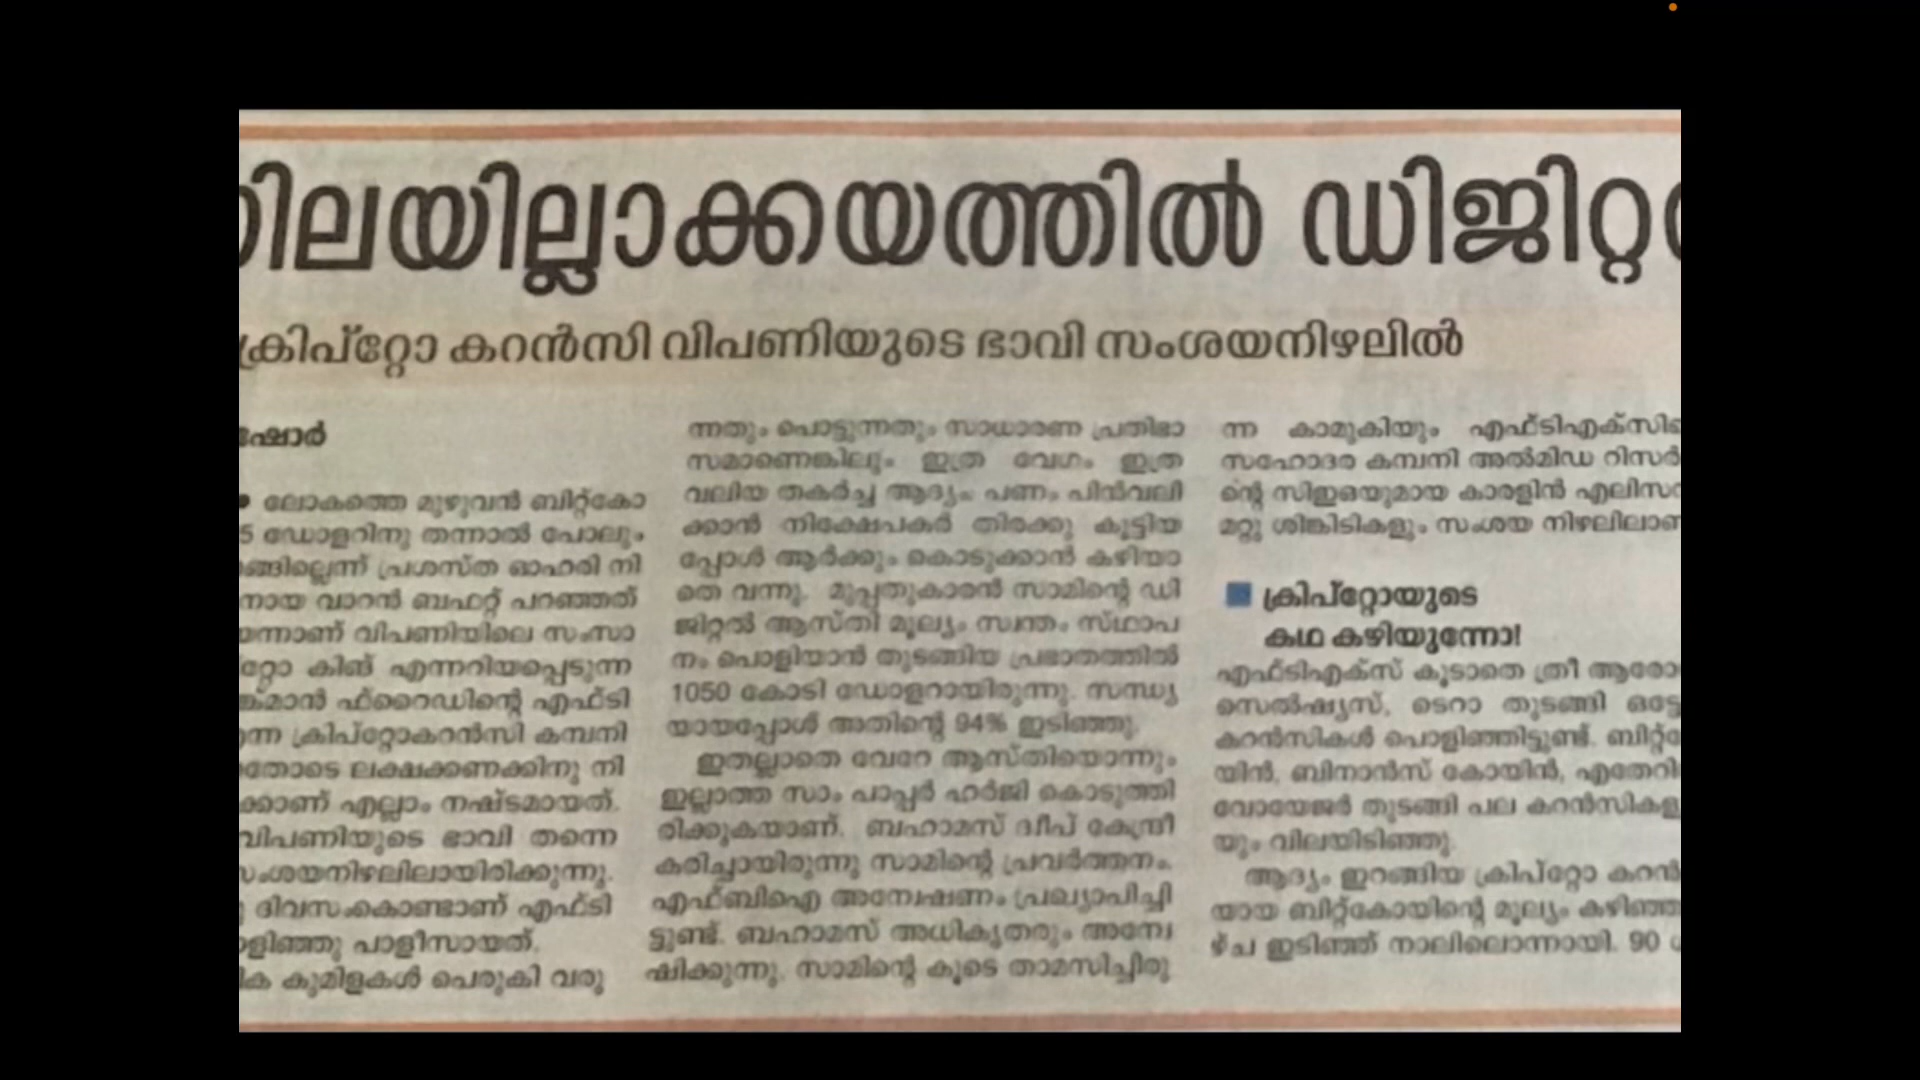 നിലയില്ലാക്കയത്തിൽ ഡിജിറ്റ
ക്രിപ്റ്റോ കറൻസി വിപണിയുടെ ഭാവി സംശയനിഴലിൽ
ഷോർ
ലോകത്തെ മുഴുവൻ ബിറ്റ്കോ
5 ഡോളറിനു തന്നാൽ പോലും
ങ്ങില്ലെന്ന് പ്രശസ്ത ഓഹരി നി
നായ വാറൻ ബഫറ്റ് പറഞ്ഞത്
യന്നാണ് വിപണിയിലെ സംസാ
റ്റോ കിങ് എന്നറിയപ്പെടുന്ന
ക്മാൻ ഫ്രൈഡിന്റെ എഫ്ടി
ന്ന ക്രിപ്റ്റോകറൻസി കമ്പനി
തോടെ ലക്ഷക്കണക്കിനു നി
ക്കാണ് എല്ലാം നഷ്ടമായത്.
വിപണിയുടെ ഭാവി തന്നെ
സംശയനിഴലിലായിരിക്കുന്നു.
ദിവസംകൊണ്ടാണ് എഫ്ടി
ളിഞ്ഞു പാളീസായത്.
ിക കുമിളകൾ പെരുകി വരു
ന്നതും പൊട്ടുന്നതും സാധാരണ പ്രതിഭാ
സമാണെങ്കിലും ഇത്ര വേഗം ഇത്ര
വലിയ തകർച്ച ആദ്യം പണം പിൻവലി
ക്കാൻ നിക്ഷേപകർ തിരക്കു കൂട്ടിയ
പ്പോൾ ആർക്കും കൊടുക്കാൻ കഴിയാ
തെ വന്നു. മുപ്പതുകാരൻ സാമിന്റെ ഡി
ജിറ്റൽ ആസ്തി മൂല്യം സ്വന്തം സ്ഥാപ
നം പൊളിയാൻ തുടങ്ങിയ പ്രഭാതത്തിൽ
1050 കോടി ഡോളറായിരുന്നു. സന്ധ്യ
യായപ്പോൾ അതിന്റെ 94% ഇടിഞ്ഞു.
ഇതല്ലാതെ വേറേ ആസ്തിയൊന്നും
ഇല്ലാത്ത സാം പാപ്പർ ഹർജി കൊടുത്തി
രിക്കുകയാണ്. ബഹാമസ് ദ്വീപ് കേന്ദ്രീ
കരിച്ചായിരുന്നു സാമിന്റെ പ്രവർത്തനം.
എഫ്ബിഐ അന്വേഷണം പ്രഖ്യാപിച്ചി
ട്ടുണ്ട്. ബഹാമസ് അധികൃതരും അന്വേ
ഷിക്കുന്നു. സാമിന്റെ കൂടെ താമസിച്ചിരു
ന്ന കാമുകിയും എഫ്ടിഎക്സി
സഹോദര കമ്പനി അൽമിഡ റിസർ
ന്റെ സിഇഒയുമായ കാരളിൻ എലിസ
മറ്റു ശിങ്കിടികളും സംശയ നിഴലിലാണ്
ക്രിപ്റ്റോയുടെ
കഥ കഴിയുന്നോ!
എഫ്ടിഎക്സ് കൂടാതെ ത്രീ ആരോ
സെൽഷ്യസ്, ടെറാ തുടങ്ങി ഒട്ടേ
കറൻസികൾ പൊളിഞ്ഞിട്ടുണ്ട്. ബിറ്റ്കോ
യിൻ, ബിനാൻസ് കോയിൻ, എതേറി
വോയേജർ തുടങ്ങി പല കറൻസികളു
യും വിലയിടിഞ്ഞു.
ആദ്യം ഇറങ്ങിയ ക്രിപ്റ്റോ കറൻ
യായ ബിറ്റ്കോയിന്റെ മൂല്യം കഴിഞ്ഞ
ഴ്ച ഇടിഞ്ഞ് നാലിലൊന്നായി. 90